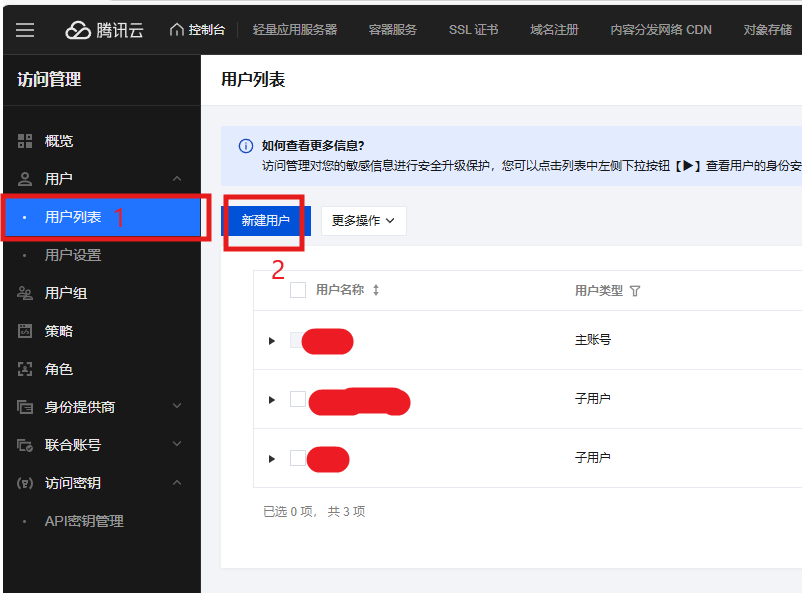 腾讯云 控制台 轻量应用服务器 容器服务 SSL 证书 域名注册 内容分发网络 CDN 对象存储
访问管理
用户列表
概览
用户
用户列表 1
用户设置
用户组
策略
角色
身份提供商
联合账号
访问密钥
API密钥管理
如何查看更多信息?
访问管理对您的敏感信息进行安全升级保护，您可以点击列表中左侧下拉按钮【▶】查看用户的身份安
新建用户 更多操作
2
用户名称 用户类型
主账号
子用户
子用户
已选 0 项， 共 3 项